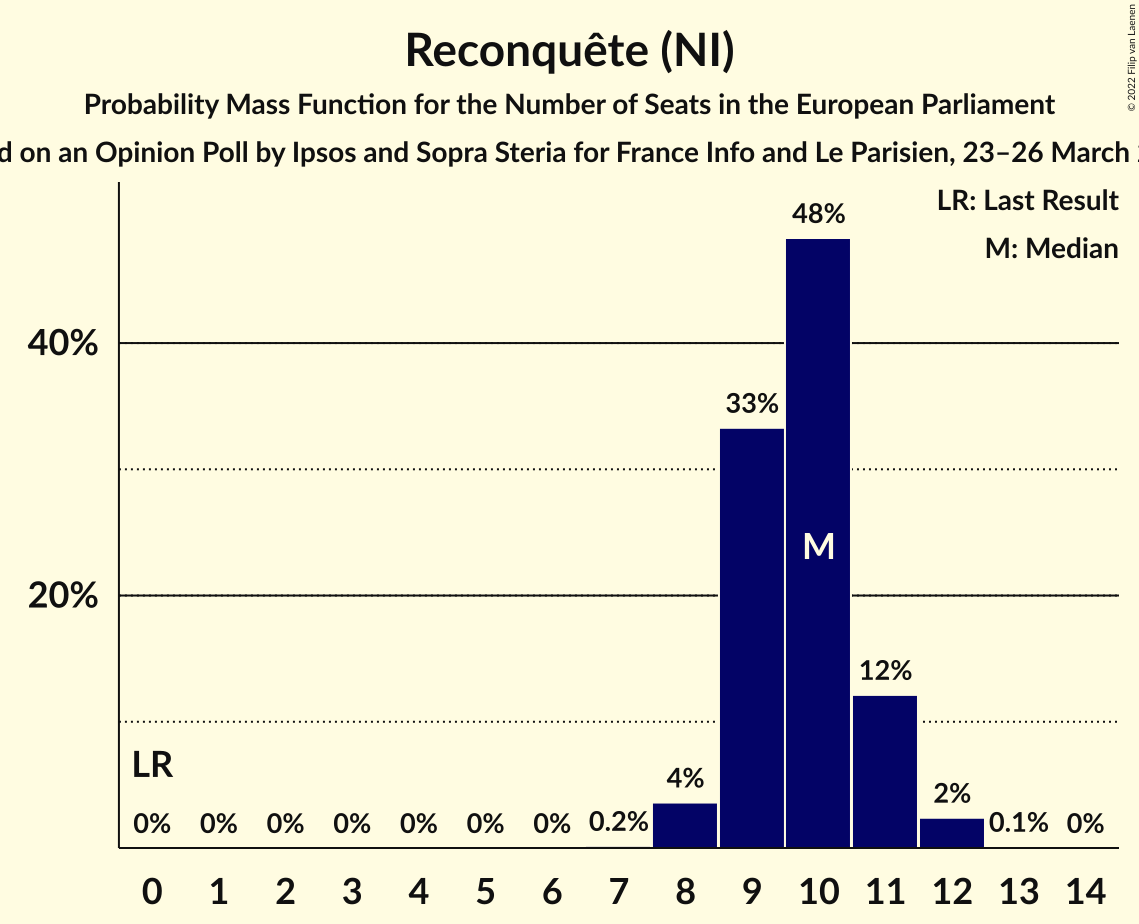 Reconquête (NI)
Probability Mass Function for the Number of Seats in the European Parliament
on an Opinion Poll by Ipsos and Sopra Steria for France Info and Le Parisien, 23–26 March
© 2022 Filip van Laenen
LR: Last Result
M: Median
48%
40%
33%
M
20%
12%
LR
4%
2%
0% 0% 0% 0% 0% 0% 0% 0.2% 0.1% 0%
0 1 2 3 4 5 6 7 8 9 10 11 12 13 14